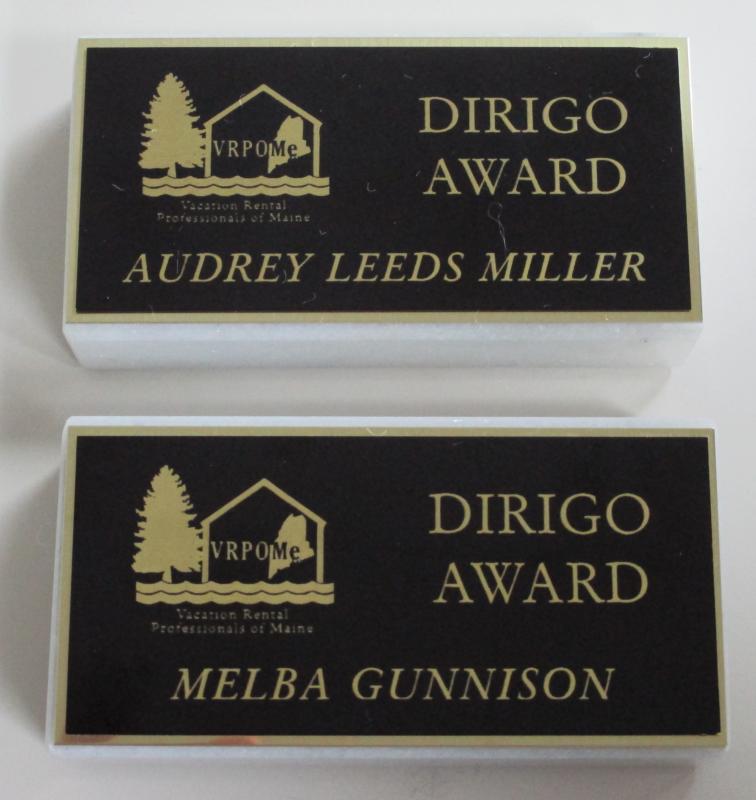 VRPOMe
Vacation Rental
Professionals of Maine
DIRIGO
AWARD
AUDREY LEEDS MILLER
VRPOMe
Vacation Rental
Professionals of Maine
DIRIGO
AWARD
MELBA GUNNISON